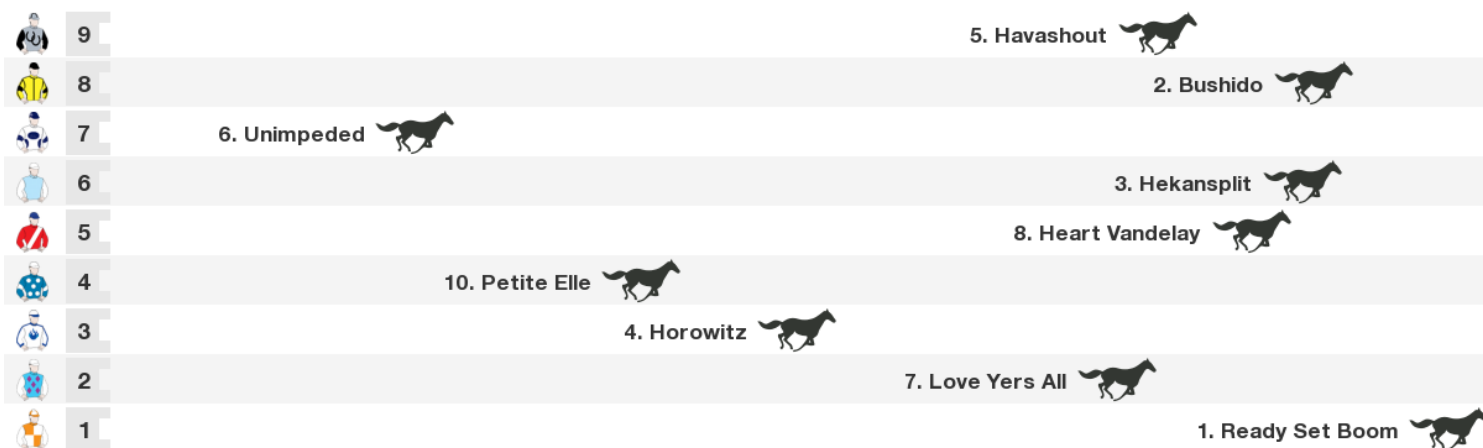 9 5. Havashout
8 2. Bushido
7 6. Unimpeded
6 3. Hekansplit
5 8. Heart Vandelay
4 10. Petite Elle
3 4. Horowitz
2 7. Love Yers All
1 1. Ready Set Boom